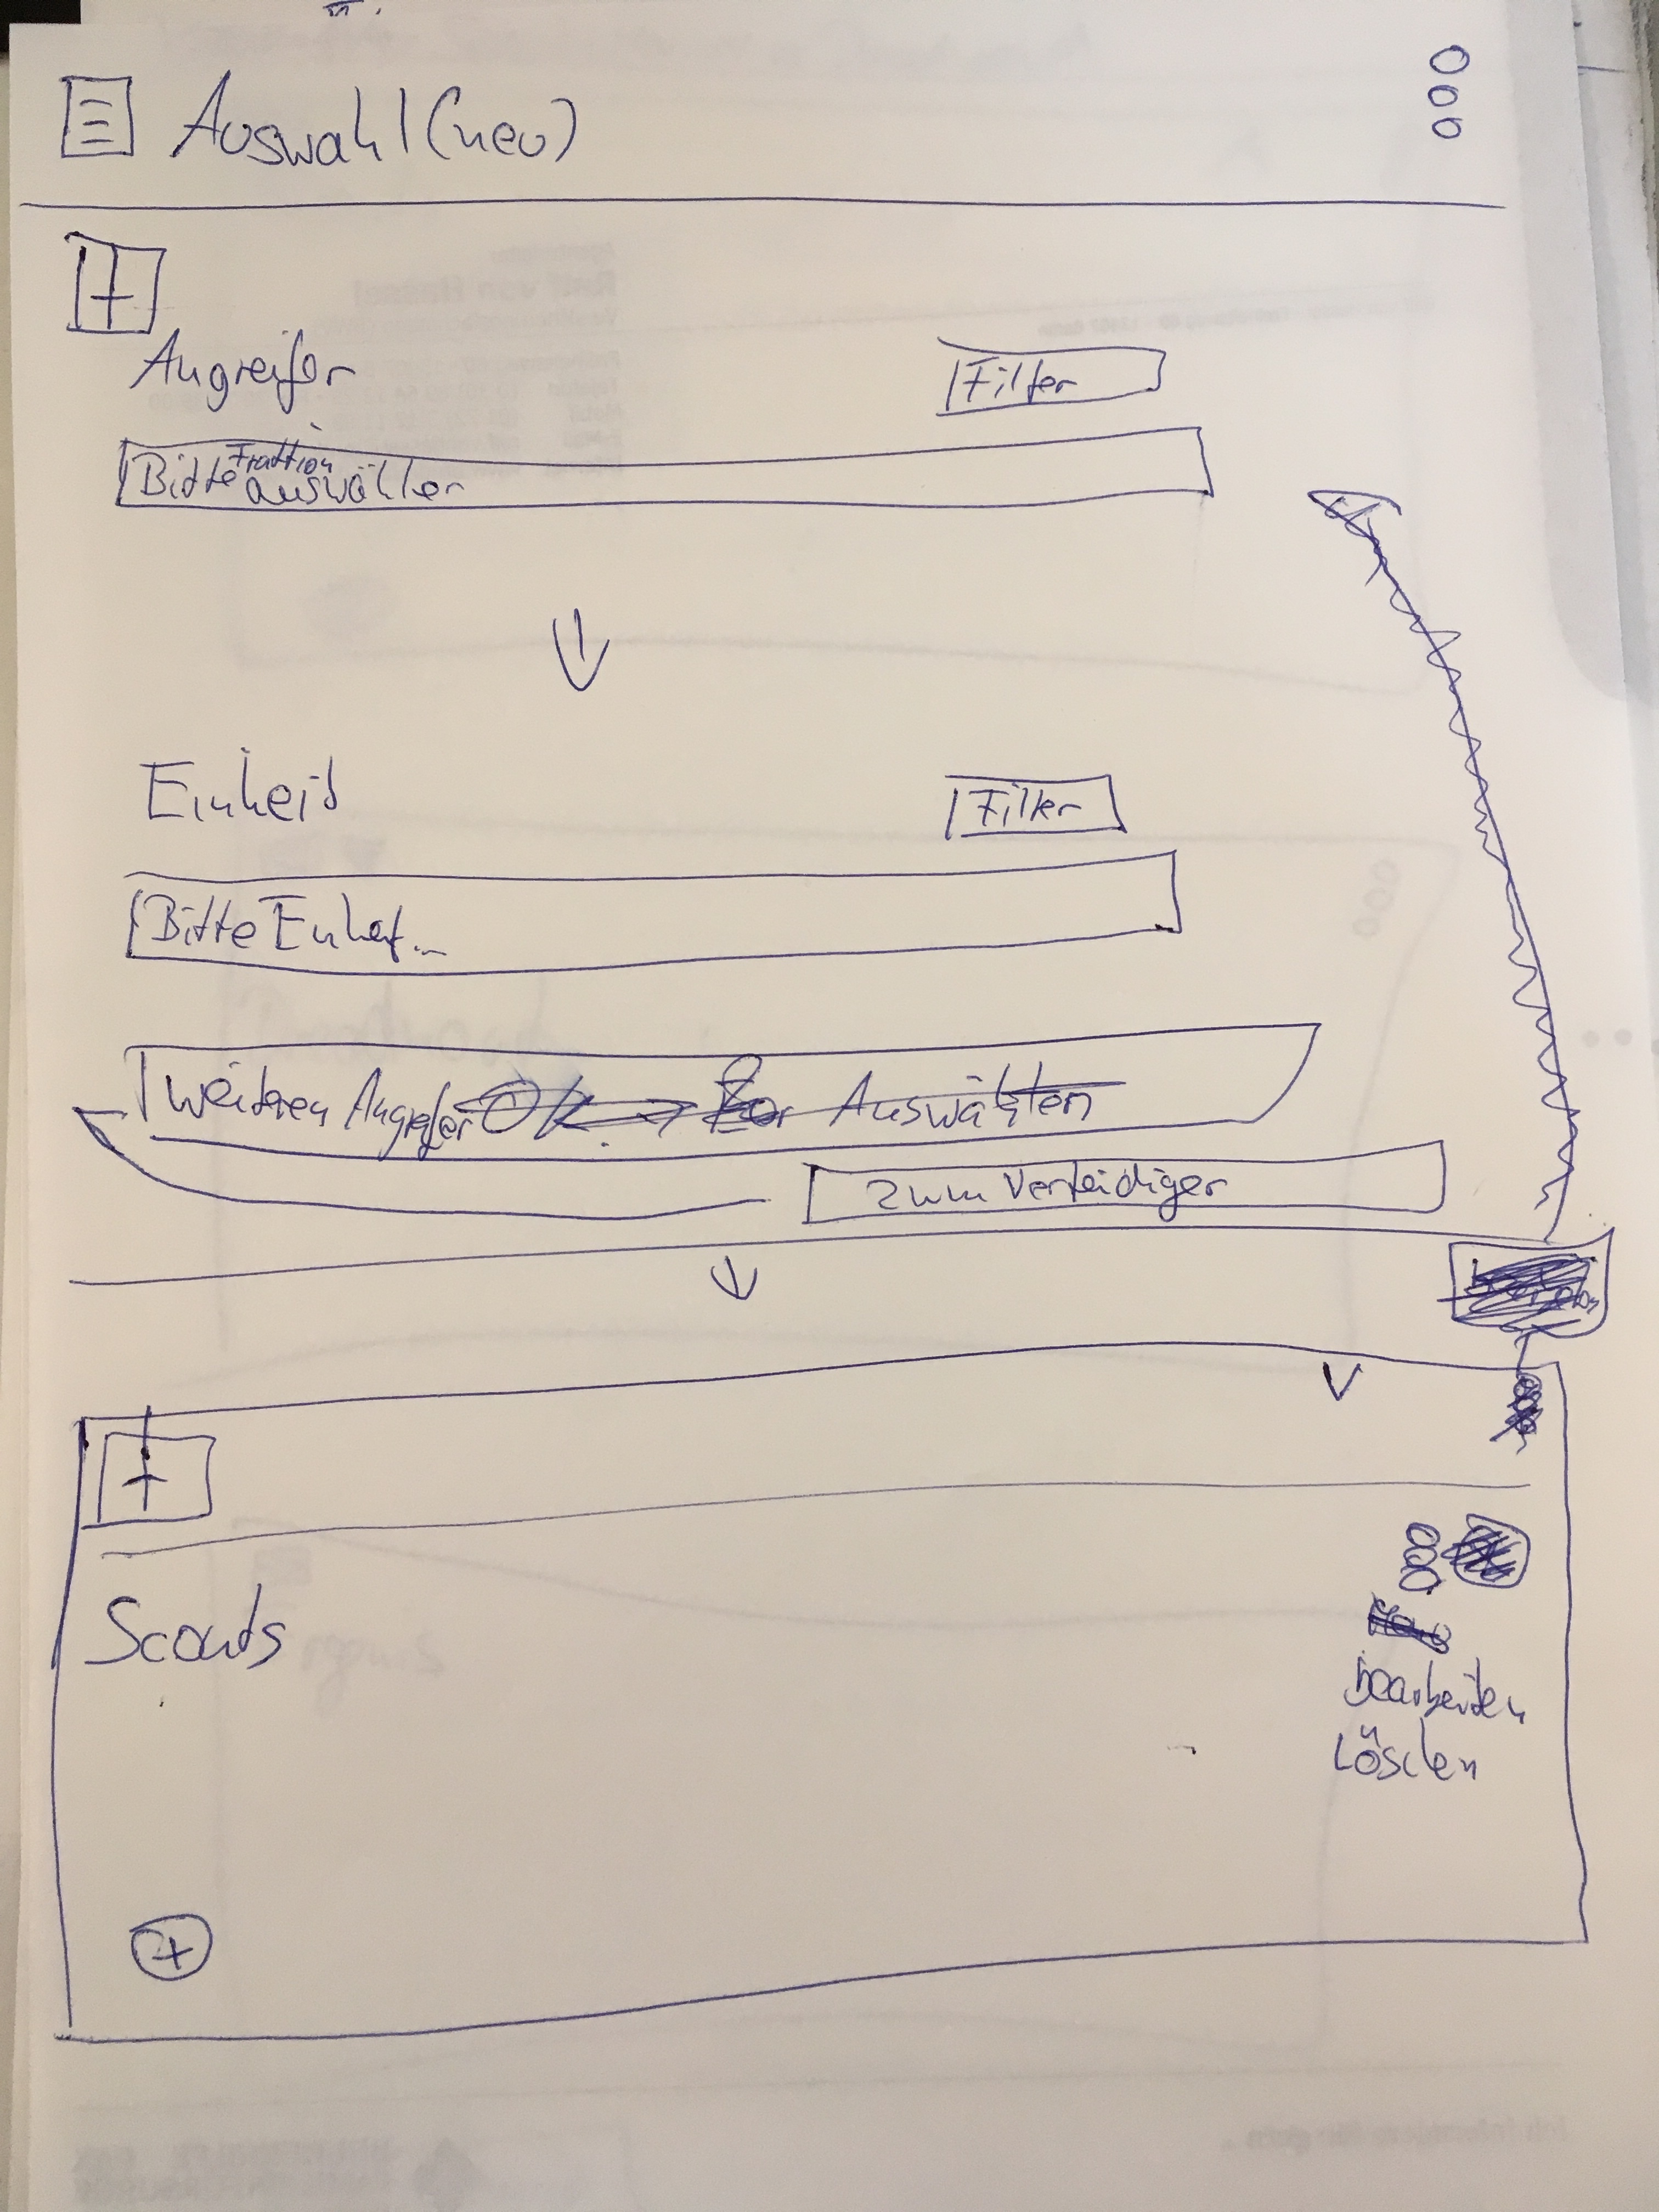 Auswahl (neu)
Angreifer
Filter
Bitte Fraktion auswählen
Einheit
Filter
Bitte Einheit...
weiteren Angreifer OK Auswählen
zum Verteidiger
+
Scouts
bearbeiten
Löschen
+